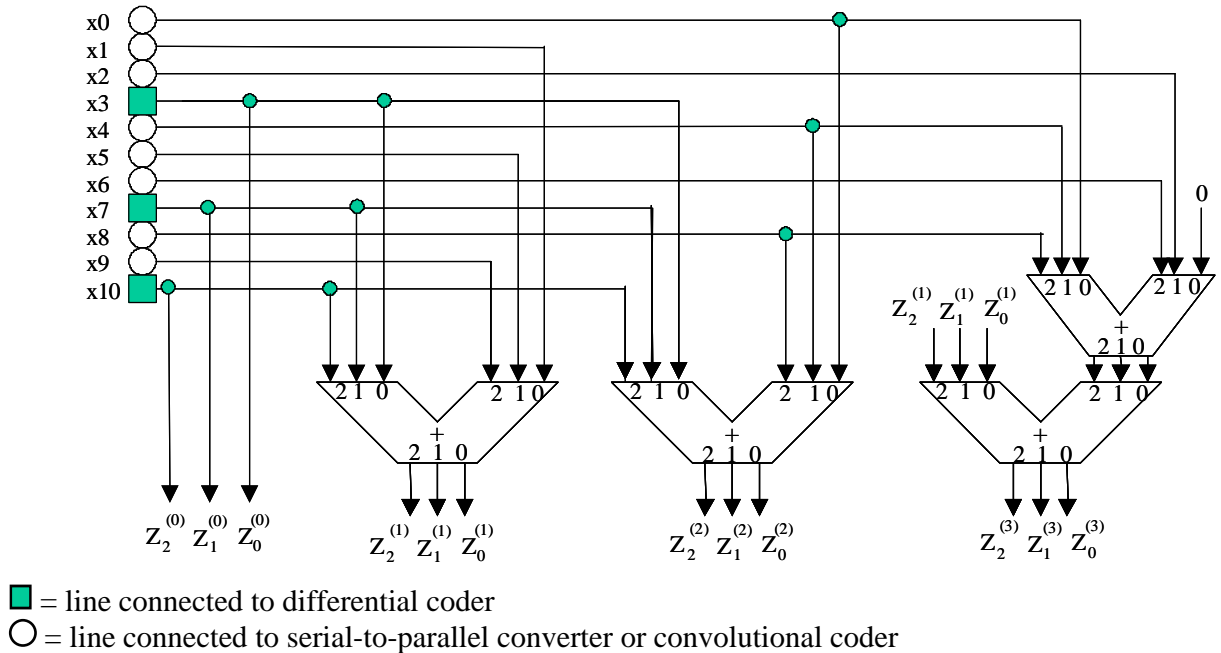 x0
x1
x2
x3
x4
x5
x6
x7
x8
x9
x10
0
2 1 0
2 1 0
+
2 1 0
Z₂⁽¹⁾ Z₁⁽¹⁾ Z₀⁽¹⁾
2 1 0
2 1 0
+
2 1 0
2 1 0
2 1 0
+
2 1 0
2 1 0
2 1 0
+
2 1 0
Z₂⁽⁰⁾ Z₁⁽⁰⁾ Z₀⁽⁰⁾
Z₂⁽¹⁾ Z₁⁽¹⁾ Z₀⁽¹⁾
Z₂⁽²⁾ Z₁⁽²⁾ Z₀⁽²⁾
Z₂⁽³⁾ Z₁⁽³⁾ Z₀⁽³⁾
= line connected to differential coder
= line connected to serial-to-parallel converter or convolutional coder